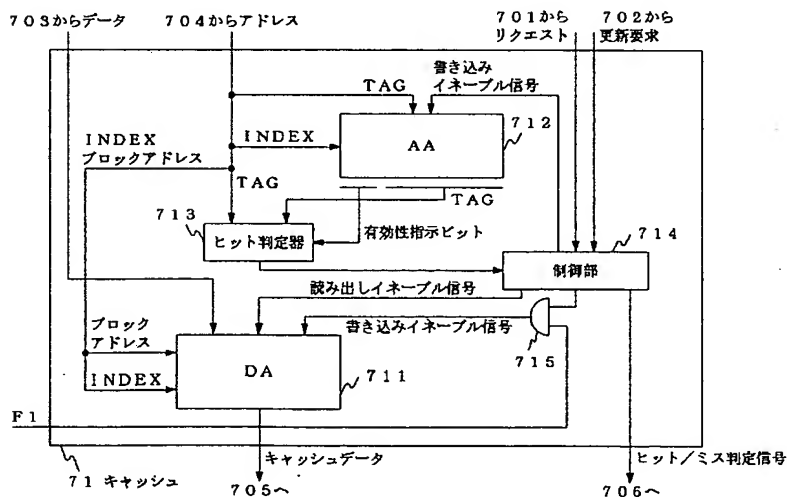 703からデータ
704からアドレス
701から
リクエスト
702から
更新要求
書き込み
イネーブル信号
TAG
712
INDEX
AA
INDEX
ブロックアドレス
TAG
TAG
713
有効性指示ビット
714
ヒット判定器
制御部
読み出しイネーブル信号
書き込みイネーブル信号
715
ブロック
アドレス
DA
711
INDEX
F1
71 キャッシュ
キャッシュデータ
ヒット/ミス判定信号
705へ
706へ